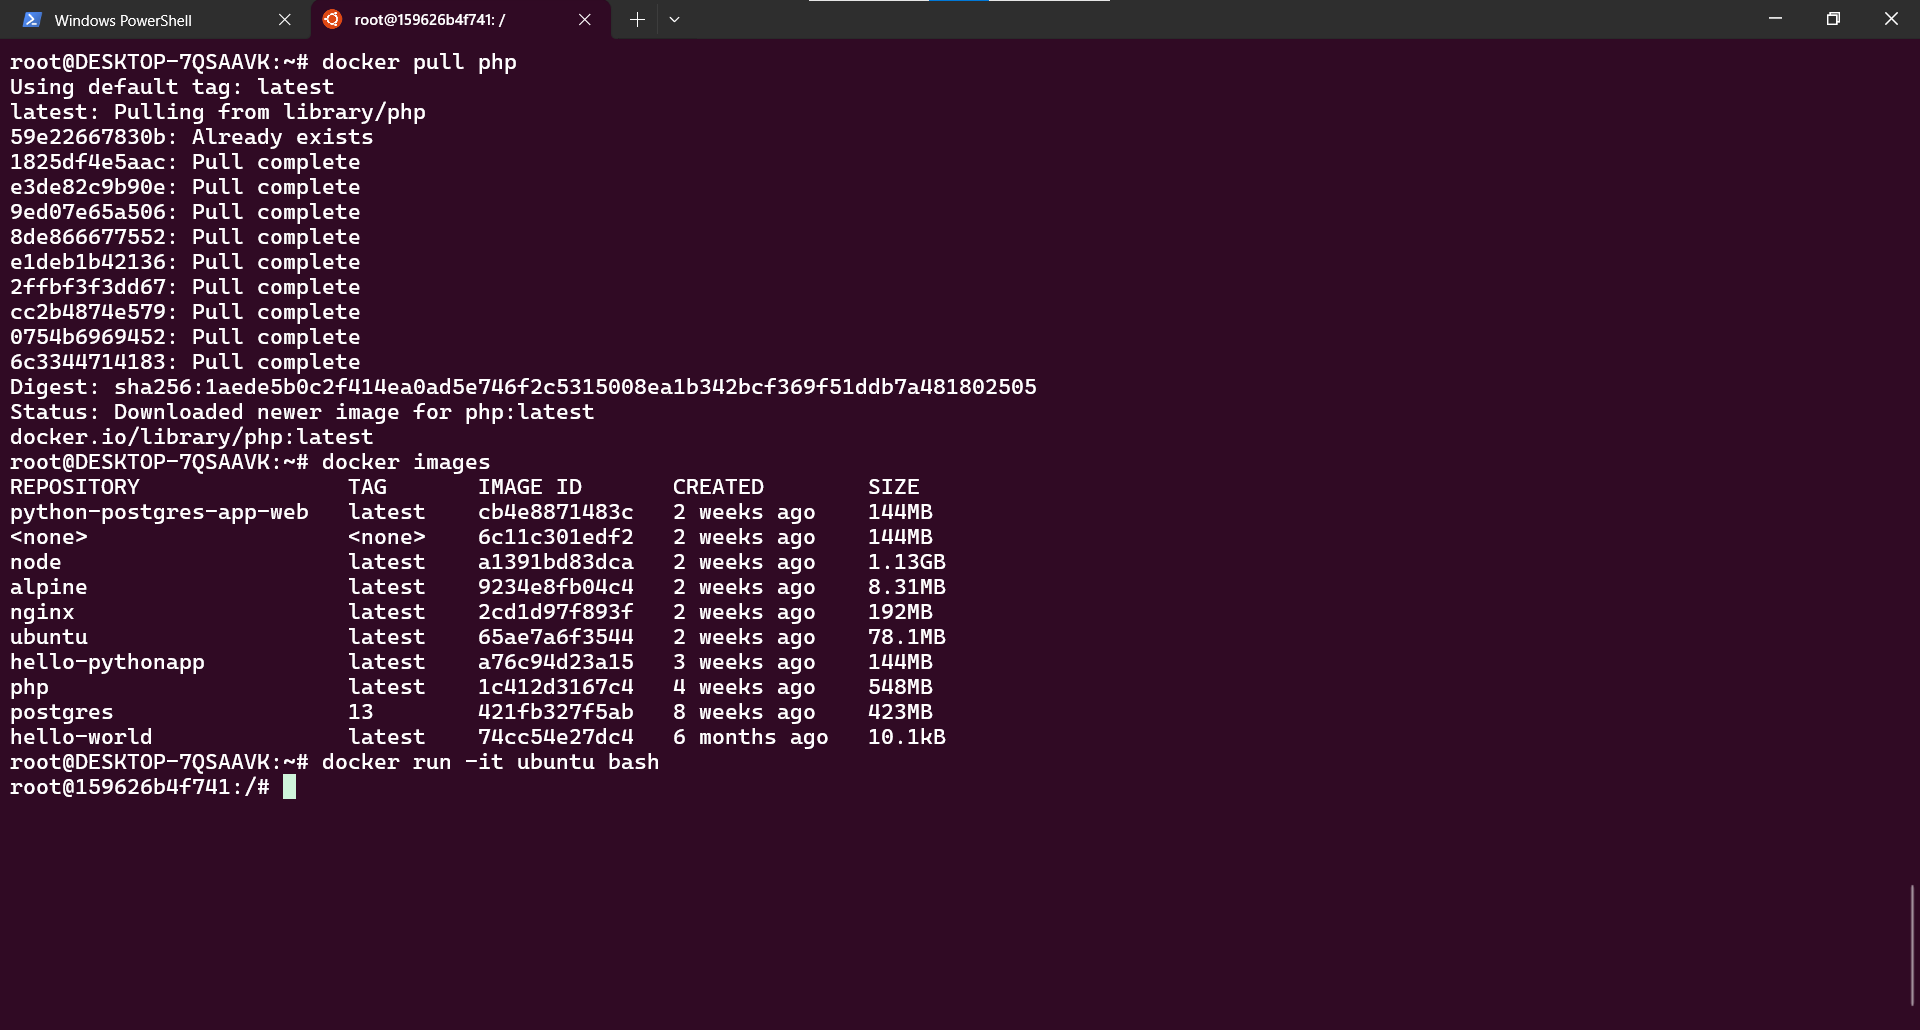 Windows PowerShell
root@159626b4f741: /
root@DESKTOP-7QSAAVK:~# docker pull php
Using default tag: latest
latest: Pulling from library/php
59e22667830b: Already exists
1825df4e5aac: Pull complete
e3de82c9b90e: Pull complete
9ed07e65a506: Pull complete
8de866677552: Pull complete
e1deb1b42136: Pull complete
2ffbf3f3dd67: Pull complete
cc2b4874e579: Pull complete
0754b6969452: Pull complete
6c3344714183: Pull complete
Digest: sha256:1aede5b0c2f414ea0ad5e746f2c5315008ea1b342bcf369f51ddb7a481802505
Status: Downloaded newer image for php:latest
docker.io/library/php:latest
root@DESKTOP-7QSAAVK:~# docker images
REPOSITORY                TAG       IMAGE ID       CREATED        SIZE
python-postgres-app-web   latest    cb4e8871483c   2 weeks ago    144MB
<none>                    <none>    6c11c301edf2   2 weeks ago    144MB
node                      latest    a1391bd83dca   2 weeks ago    1.13GB
alpine                    latest    9234e8fb04c4   2 weeks ago    8.31MB
nginx                     latest    2cd1d97f893f   2 weeks ago    192MB
ubuntu                    latest    65ae7a6f3544   2 weeks ago    78.1MB
hello-pythonapp           latest    a76c94d23a15   3 weeks ago    144MB
php                       latest    1c412d3167c4   4 weeks ago    548MB
postgres                  13        421fb327f5ab   8 weeks ago    423MB
hello-world               latest    74cc54e27dc4   6 months ago   10.1kB
root@DESKTOP-7QSAAVK:~# docker run -it ubuntu bash
root@159626b4f741:/#